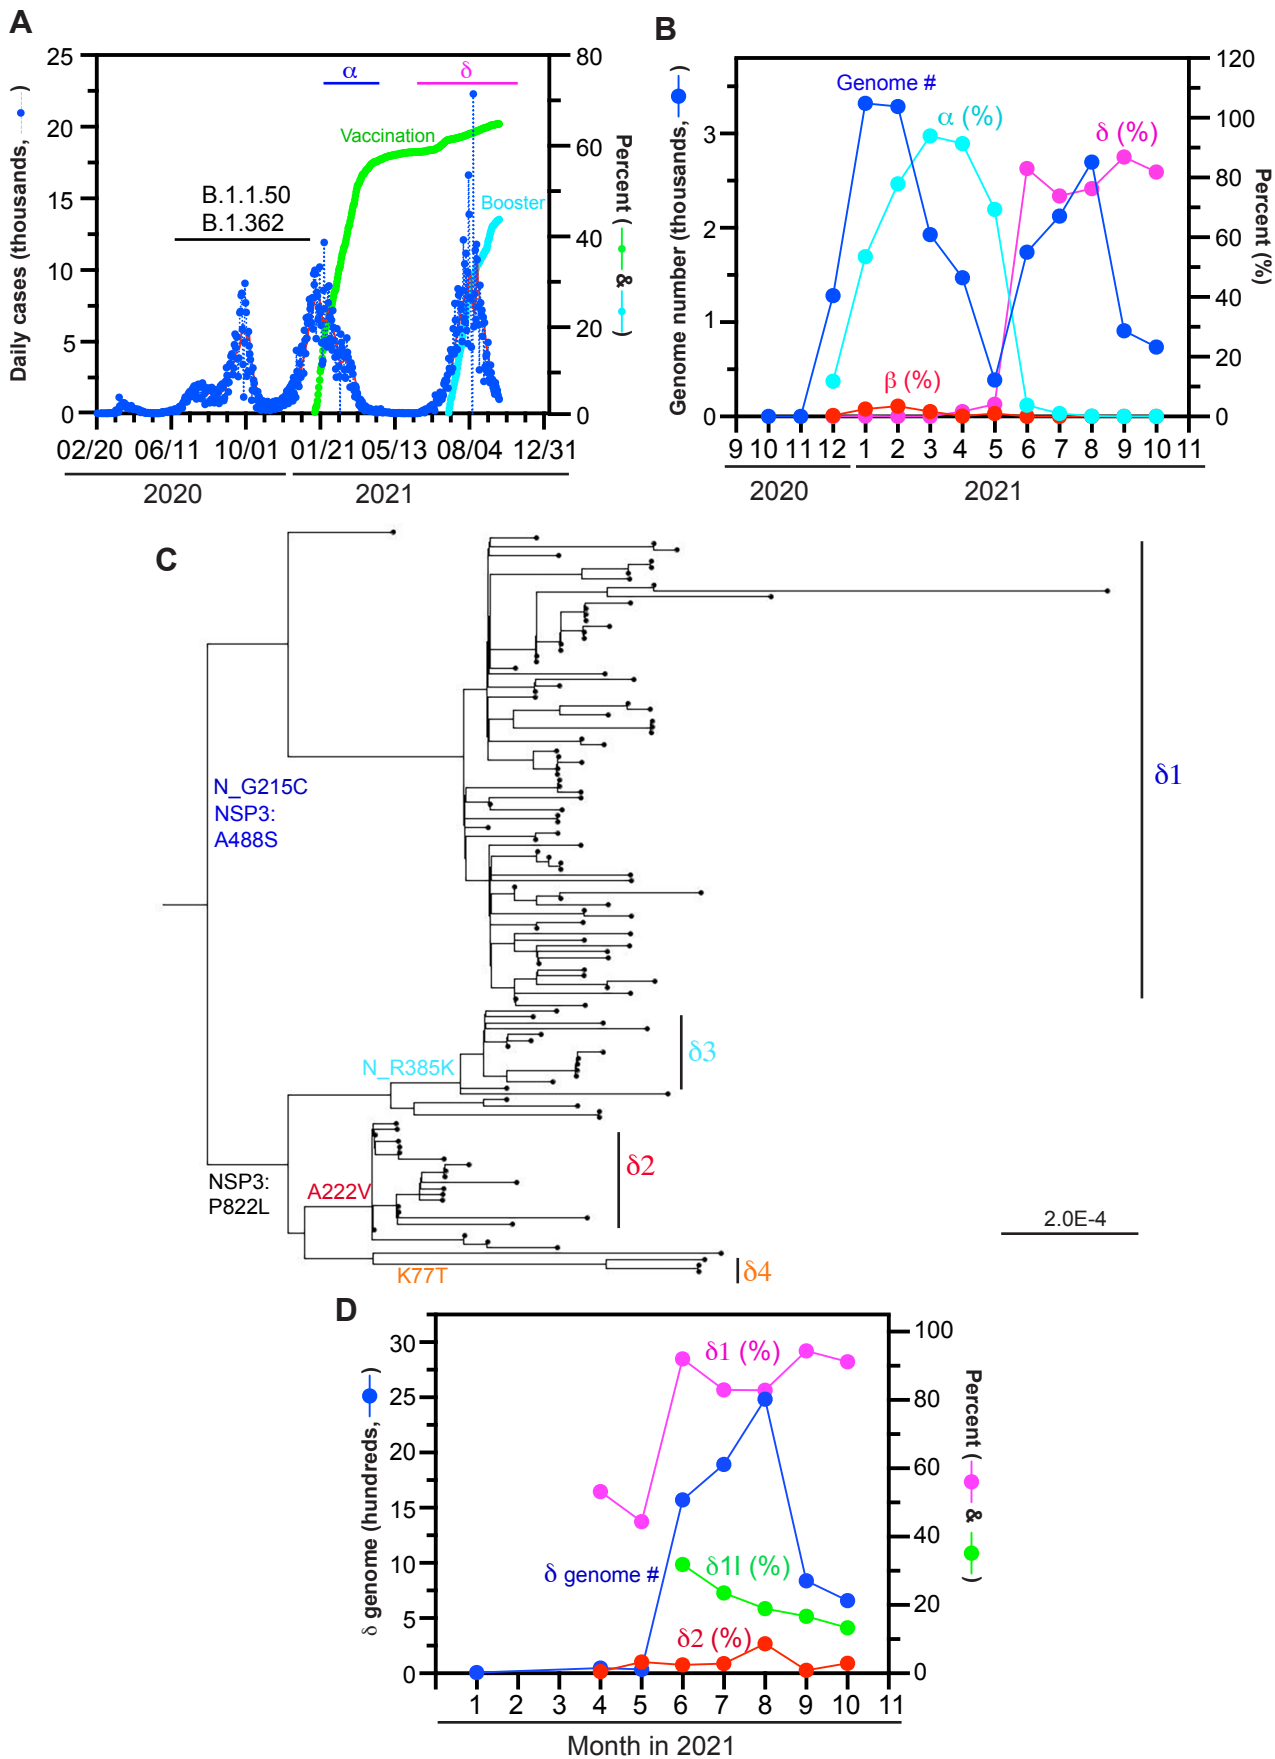 A
Daily cases (thousands, )
25
20
15
10
5
0
80
60
40
20
0
Percent ( & )
α
δ
Vaccination
Booster
B.1.1.50
B.1.362
02/20 06/11 10/01 01/21 05/13 08/04 12/31
2020 2021
B
Genome number (thousands, )
3
2
1
0
120
100
80
60
40
20
0
Percent (%)
Genome #
α (%)
δ (%)
β (%)
9 10 11 12 1 2 3 4 5 6 7 8 9 10 11
2020 2021
C
N_G215C
NSP3:
A488S
δ1
N_R385K
δ3
NSP3:
P822L
A222V
δ2
K77T
δ4
2.0E-4
D
δ genome (hundreds, )
30
25
20
15
10
5
0
100
80
60
40
20
0
Percent ( & )
δ1 (%)
δ genome #
δ1I (%)
δ2 (%)
1 2 3 4 5 6 7 8 9 10 11
Month in 2021